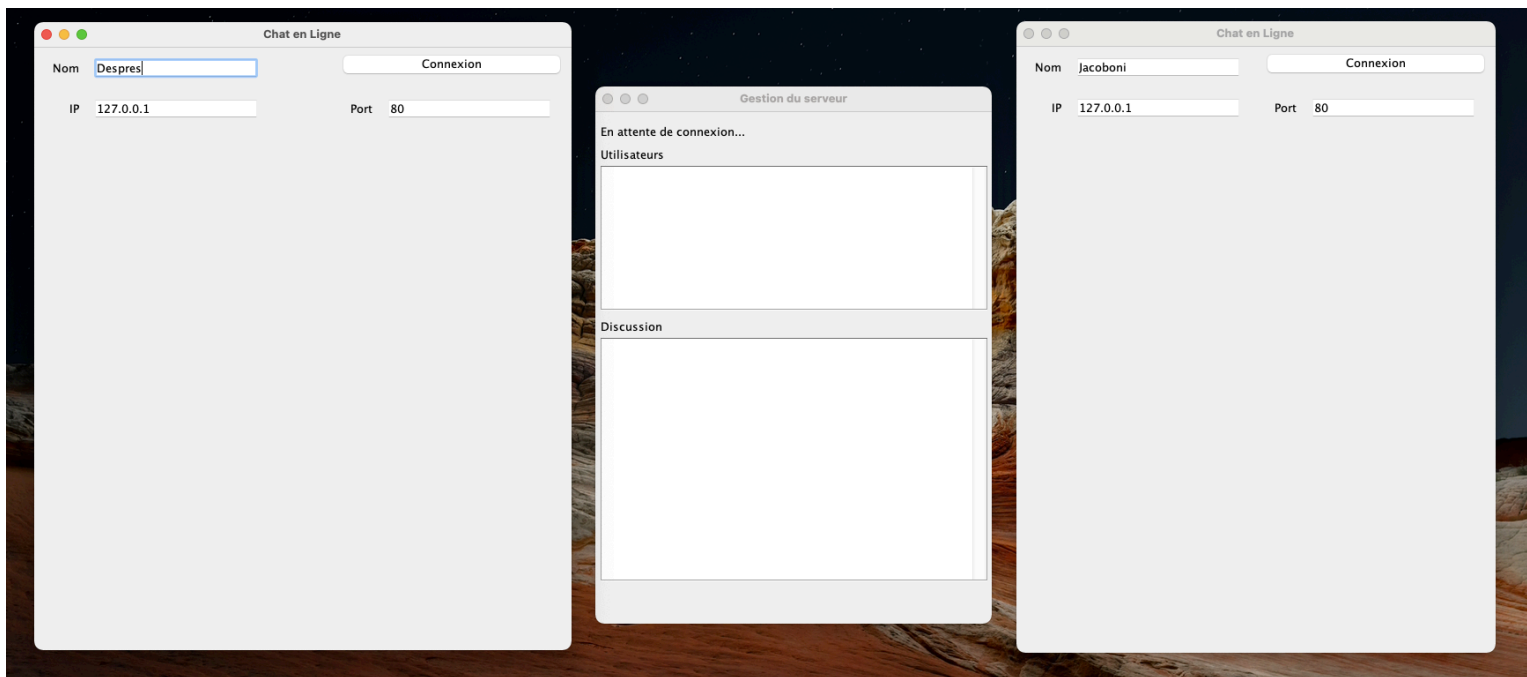 Chat en Ligne
Nom Despres Connexion
IP 127.0.0.1 Port 80
Gestion du serveur
En attente de connexion...
Utilisateurs
Discussion
Chat en Ligne
Nom Jacoboni Connexion
IP 127.0.0.1 Port 80